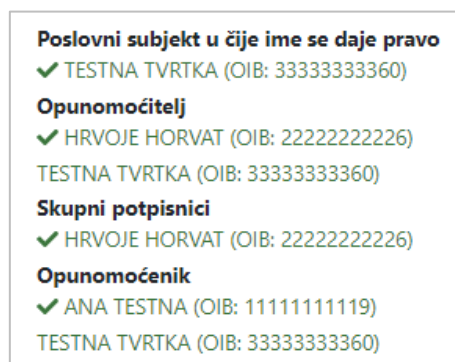 Poslovni subjekt u čije ime se daje pravo
✔ TESTNA TVRTKA (OIB: 33333333360)
Opunomoćitelj
✔ HRVOJE HORVAT (OIB: 22222222226)
TESTNA TVRTKA (OIB: 33333333360)
Skupni potpisnici
✔ HRVOJE HORVAT (OIB: 22222222226)
Opunomoćenik
✔ ANA TESTNA (OIB: 11111111119)
TESTNA TVRTKA (OIB: 33333333360)